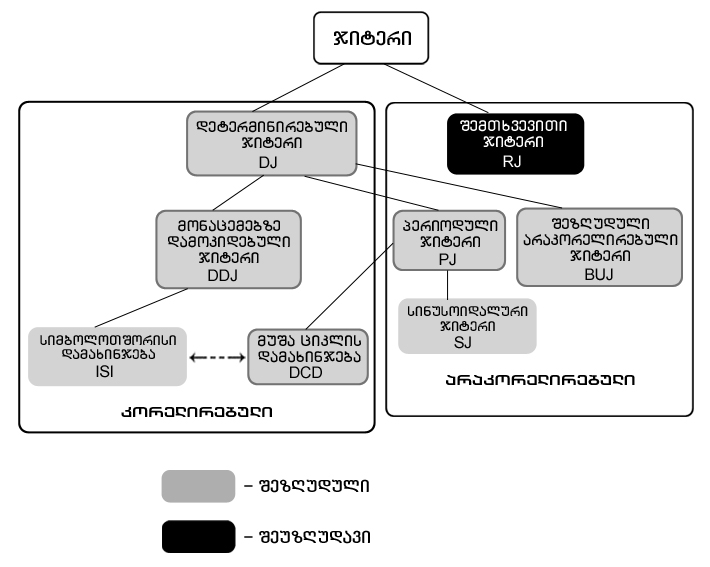 ჯიტერი
დეტერმინირებული
ჯიტერი
DJ
შემთხვევითი
ჯიტერი
RJ
მონაცემებზე
დამოკიდებული
ჯიტერი
DDJ
პერიოდული
ჯიტერი
PJ
შეზღუდული
არაკორელირებული
ჯიტერი
BUJ
სიმბოლოთშორისი
დამახინჯება
ISI
მუშა ციკლის
დამახინჯება
DCD
სინუსოიდალური
ჯიტერი
SJ
კორელირებული
არაკორელირებული
– შეზღუდული
– შეუზღუდავი